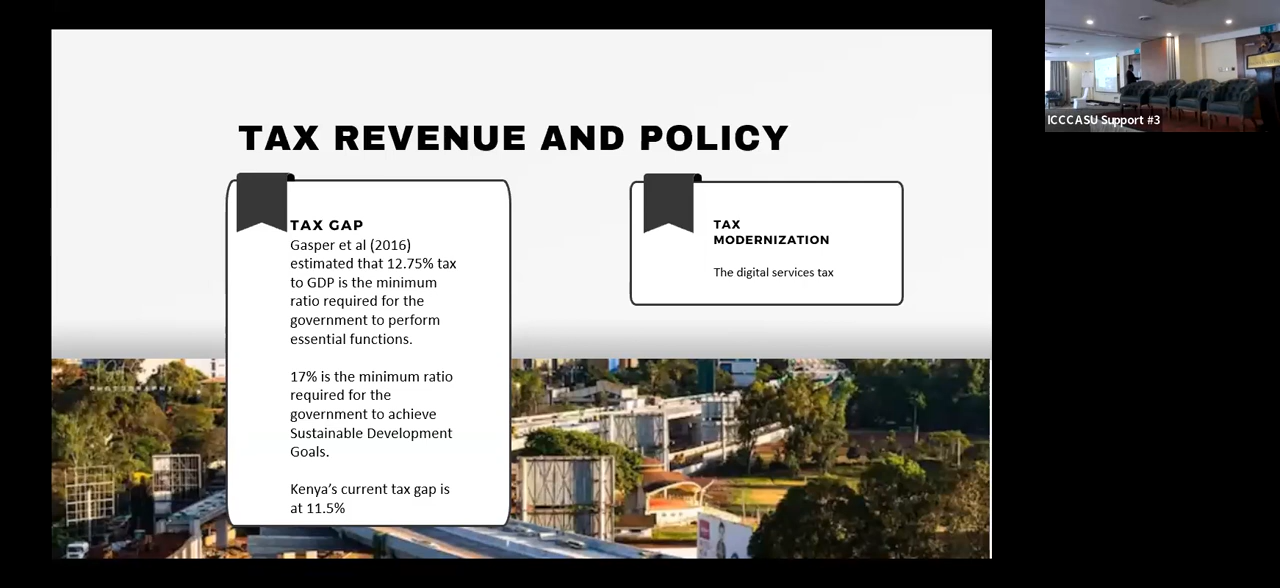 TAX REVENUE AND POLICY
TAX GAP
Gasper et al (2016)
estimated that 12.75% tax
to GDP is the minimum
ratio required for the
government to perform
essential functions.
17% is the minimum ratio
required for the
government to achieve
Sustainable Development
Goals.
Kenya’s current tax gap is
at 11.5%
TAX
MODERNIZATION
The digital services tax
ICCCASU Support #3
PHOTOGRAPHY